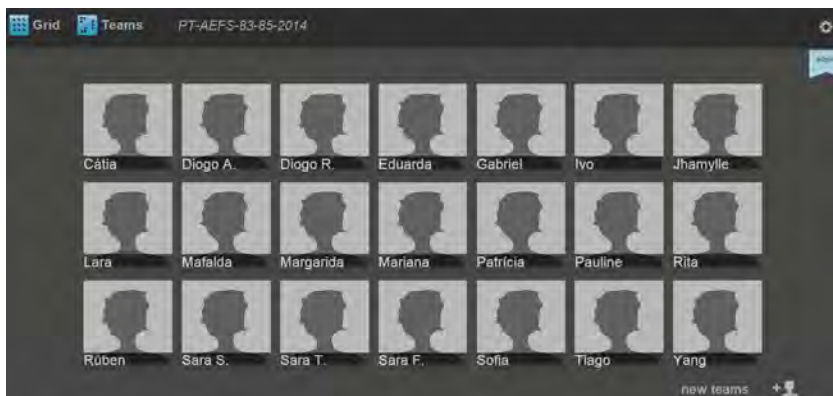 Grid Teams PT-AEFS-83-85-2014
Cátia Diogo A. Diogo R. Eduarda Gabriel Ivo Jhamylle
Lara Mafalda Margarida Mariana Patrícia Pauline Rita
Rúben Sara S. Sara T. Sara F. Sofia Tiago Yang
new teams